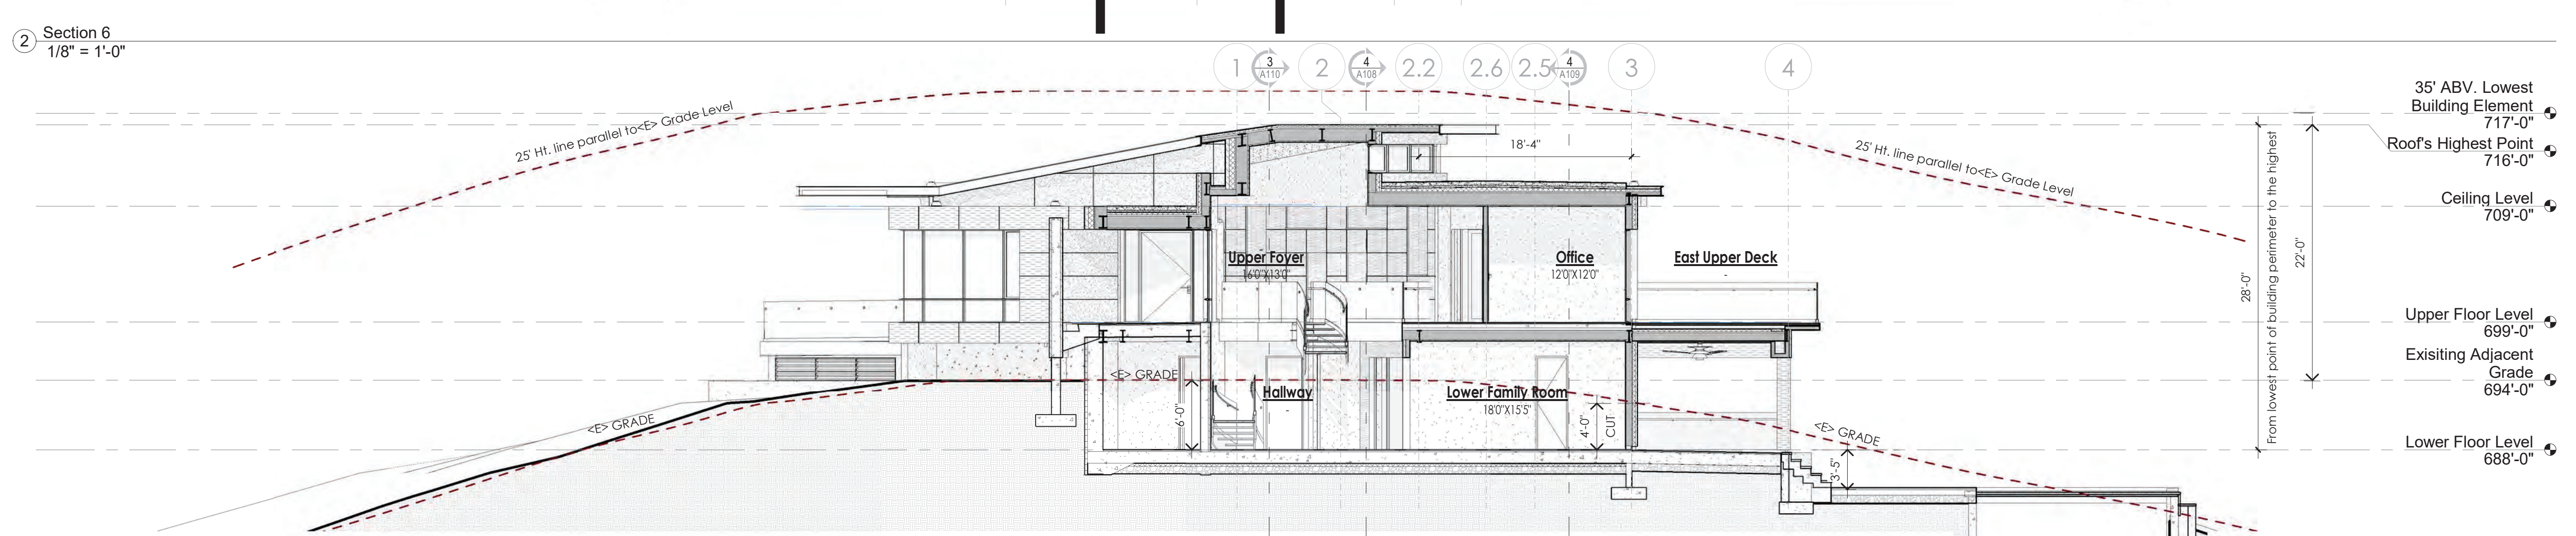 2
Section 6
1/8" = 1'-0"
1
3
A110
2
4
A108
2.2
2.6
2.5
4
A109
3
4
35' ABV. Lowest
Building Element
717'-0"
Roof's Highest Point
716'-0"
Ceiling Level
709'-0"
Upper Floor Level
699'-0"
Exisiting Adjacent
Grade
694'-0"
Lower Floor Level
688'-0"
25' Ht. line parallel to<E> Grade Level
25' Ht. line parallel to<E> Grade Level
18'-4"
From lowest point of building perimeter to the highest
28'-0"
22'-0"
Upper Foyer
16'0"X13'0"
Office
12'0"X12'0"
East Upper Deck
-
<E> GRADE
<E> GRADE
<E> GRADE
6'-0"
Hallway
-
Lower Family Room
18'0"X15'5"
4'-0"
CUT
3'-5"